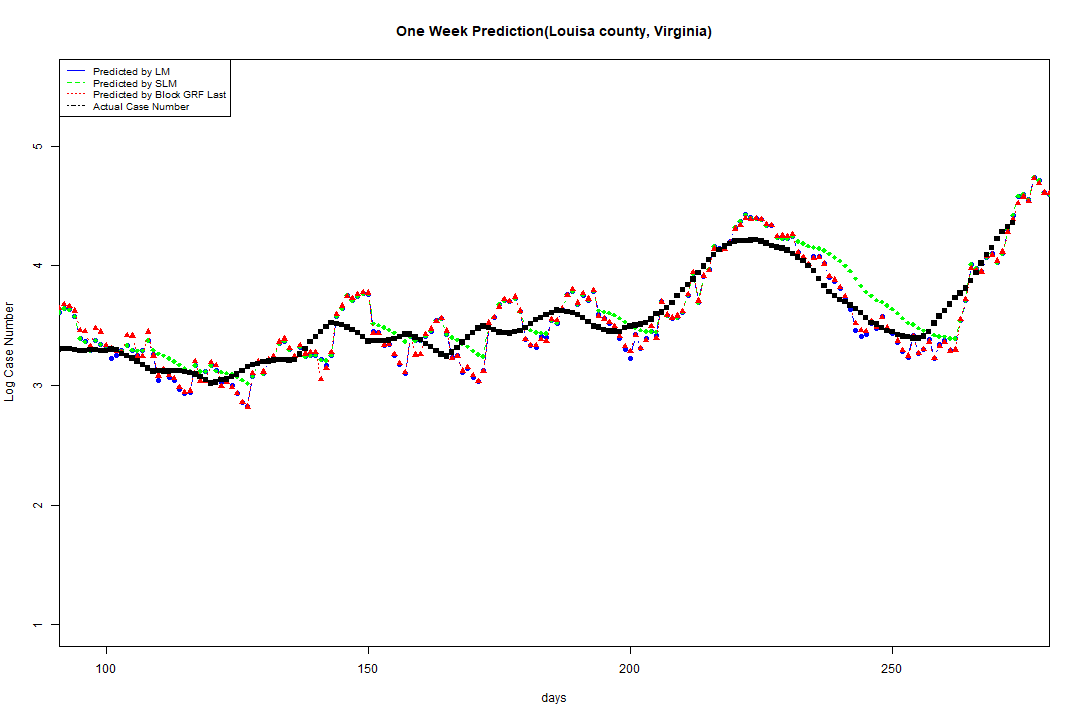 One Week Prediction(Louisa county, Virginia)
Predicted by LM
Predicted by SLM
Predicted by Block GRF Last
Actual Case Number
5
4
3
2
1
Log Case Number
100
150
200
250
days